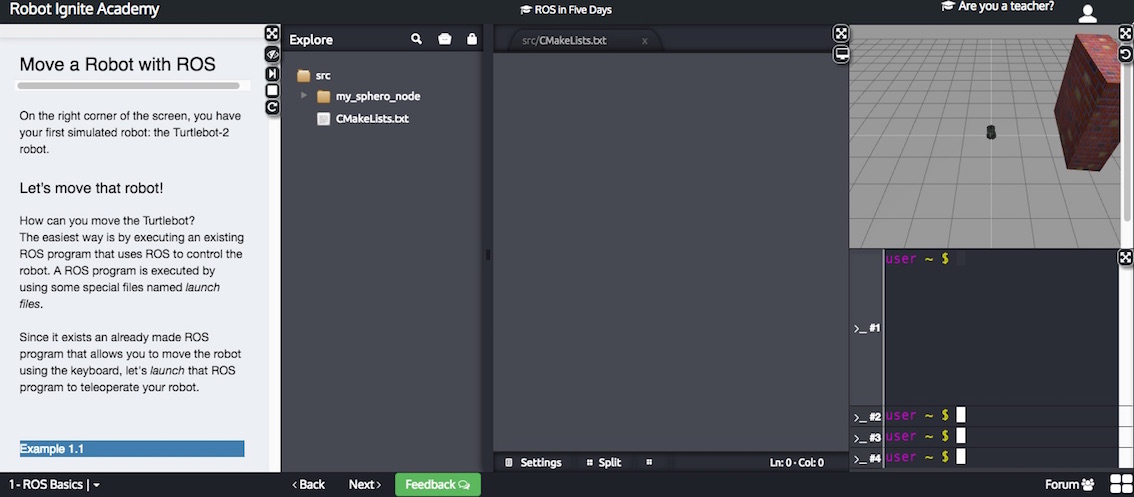 Robot Ignite Academy
ROS in Five Days
Are you a teacher?
Move a Robot with ROS
On the right corner of the screen, you have
your first simulated robot: the Turtlebot-2
robot.
Let's move that robot!
How can you move the Turtlebot?
The easiest way is by executing an existing
ROS program that uses ROS to control the
robot. A ROS program is executed by
using some special files named launch
files.
Since it exists an already made ROS
program that allows you to move the robot
using the keyboard, let's launch that ROS
program to teleoperate your robot.
Example 1.1
Explore
src
my_sphero_node
CMakeLists.txt
src/CMakeLists.txt x
Settings Split Ln: 0 · Col: 0
user ~ $
>_ #1
>_ #2 user ~ $
>_ #3 user ~ $
>_ #4 user ~ $
1 - ROS Basics |
< Back Next >
Feedback
Forum